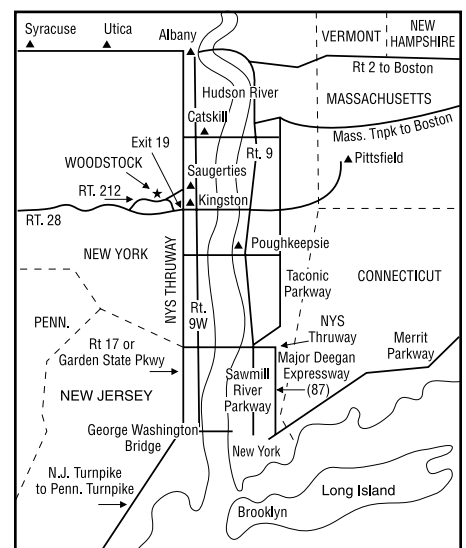 Syracuse
Utica
Albany
VERMONT
NEW
HAMPSHIRE
Rt 2 to Boston
Hudson River
MASSACHUSETTS
Catskill
Mass. Tnpk to Boston
Exit 19
Rt. 9
Pittsfield
WOODSTOCK
Saugerties
RT. 212
Kingston
RT. 28
Poughkeepsie
NEW YORK
NYS THRUWAY
Taconic
Parkway
CONNECTICUT
Rt.
9W
PENN.
NYS
Thruway
Merrit
Parkway
Rt 17 or
Garden State Pkwy
Major Deegan
Expressway
(87)
Sawmill
River
Parkway
NEW JERSEY
George Washington
Bridge
New York
N.J. Turnpike
to Penn. Turnpike
Long Island
Brooklyn